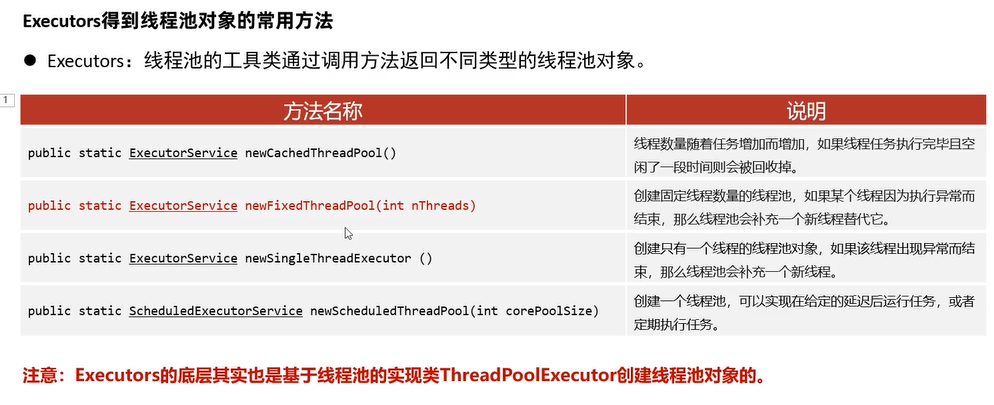 Executors得到线程池对象的常用方法
● Executors：线程池的工具类通过调用方法返回不同类型的线程池对象。
1
方法名称 说明
public static ExecutorService newCachedThreadPool()
线程数量随着任务增加而增加，如果线程任务执行完毕且空
闲了一段时间则会被回收掉。
public static ExecutorService newFixedThreadPool(int nThreads)
创建固定线程数量的线程池，如果某个线程因为执行异常而
结束，那么线程池会补充一个新线程替代它。
public static ExecutorService newSingleThreadExecutor ()
创建只有一个线程的线程池对象，如果该线程出现异常而结
束，那么线程池会补充一个新线程。
public static ScheduledExecutorService newScheduledThreadPool(int corePoolSize)
创建一个线程池，可以实现在给定的延迟后运行任务，或者
定期执行任务。
注意：Executors的底层其实也是基于线程池的实现类ThreadPoolExecutor创建线程池对象的。